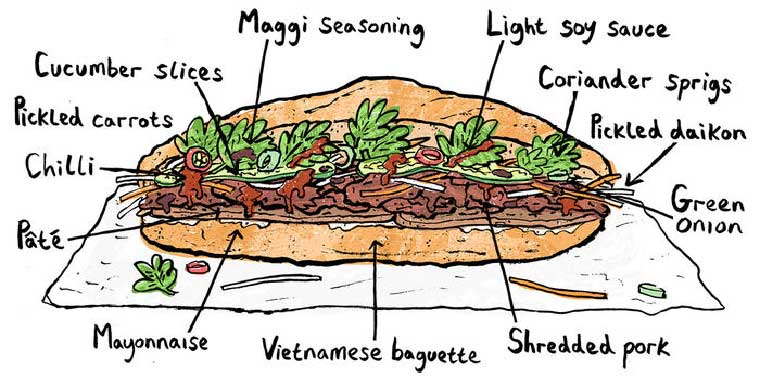 Maggi seasoning
Light soy sauce
Cucumber slices
Coriander sprigs
Pickled carrots
Pickled daikon
Chilli
Green
onion
Pâté
Mayonnaise
Vietnamese baguette
Shredded pork